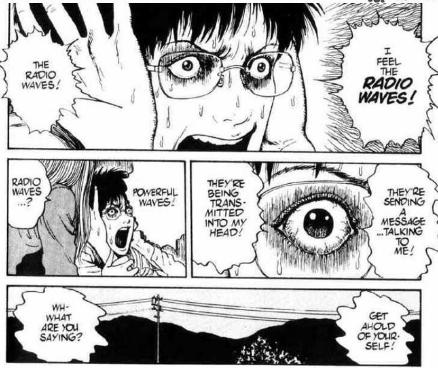 THE
RADIO
WAVES!
I
FEEL
THE
RADIO
WAVES!
RADIO
WAVES
...?
POWERFUL
WAVES!
THEY'RE
BEING
TRANS-
MITTED
INTO MY
HEAD!
THEY'RE
SENDING
A
MESSAGE
...TALKING
TO
ME!
WH-
WHAT
ARE YOU
SAYING?
GET
AHOLD
OF YOUR-
SELF!